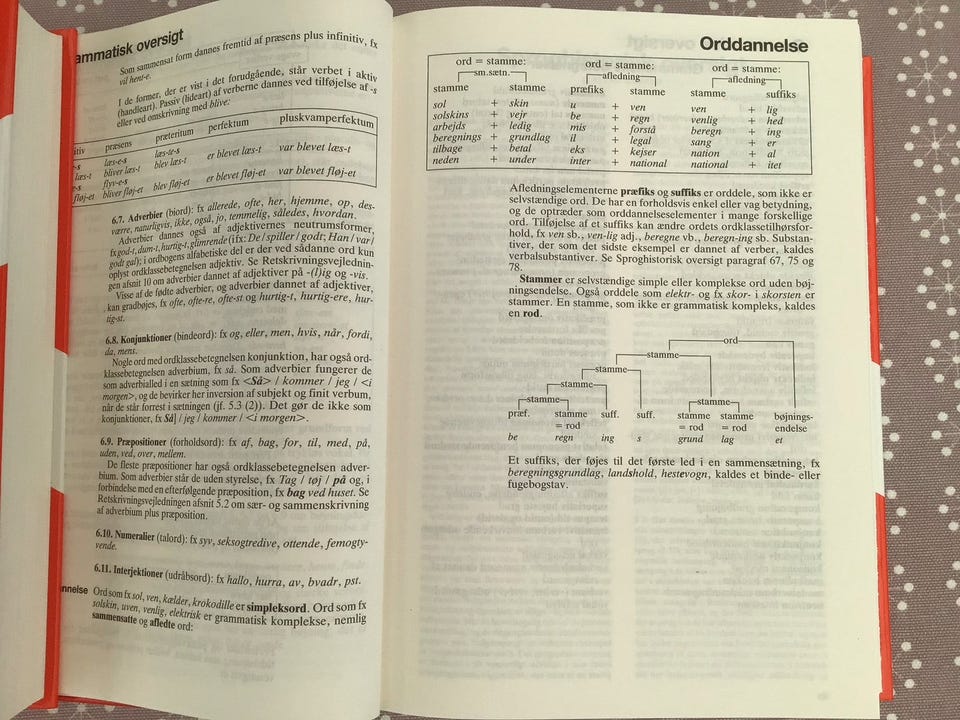 ammatisk oversigt
Som sammensat form dannes fremtid af præsens plus infinitiv, fx
vil hent-e.
I de former, der er vist i det forudgående, står verbet i aktiv
(handleart). Passiv (lideart) af verberne dannes ved tilføjelse af -s
eller ved omskrivning med blive:
itiv præsens præteritum perfektum pluskvamperfektum
læs-e-s læs-te-s
læs-t bliver læs-t blev læs-t er blevet læs-t var blevet læs-t
flyv-e-s
fløj-et bliver fløj-et blev fløj-et er blevet fløj-et var blevet fløj-et
6.7. Adverbier (biord): fx allerede, ofte, her, hjemme, op, des-
værre, naturligvis, ikke, også, jo, temmelig, således, hvordan.
Adverbier dannes også af adjektivernes neutrumsformer,
fx god-t, dum-t, hurtig-t, glimrende (ifx: De / spiller / godt; Han / var /
godt gal); i ordbogens alfabetiske del er der ved sådanne ord kun
oplyst ordklassebetegnelsen adjektiv. Se Retskrivningsvejlednin-
gen afsnit 10 om adverbier dannet af adjektiver på -(l)ig og -vis.
Visse af de fødte adverbier, og adverbier dannet af adjektiver,
kan gradbøjes, fx ofte, ofte-re, ofte-st og hurtig-t, hurtig-ere, hur-
tig-st.
6.8. Konjunktioner (bindeord): fx og, eller, men, hvis, når, fordi,
da, mens.
Nogle ord med ordklassebetegnelsen konjunktion, har også ord-
klassebetegnelsen adverbium, fx så. Som adverbier fungerer de
som adverbialled i en sætning som fx <Så> / kommer / jeg / <i
morgen>, og de bevirker her inversion af subjekt og finit verbum,
når de står forrest i sætningen (jf. 5.3 (2)). Det gør de ikke som
konjunktioner, fx Så] / jeg / kommer / <i morgen>.
6.9. Præpositioner (forholdsord): fx af, bag, for, til, med, på,
uden, ved, over, mellem.
De fleste præpositioner har også ordklassebetegnelsen adver-
bium. Som adverbier står de uden styrelse, fx Tag / tøj / på og, i
forbindelse med en efterfølgende præposition, fx bag ved huset. Se
Retskrivningsvejledningen afsnit 5.2 om sær- og sammenskrivning
af adverbium plus præposition.
6.10. Numeralier (talord): fx syv, seksogtredive, ottende, femogty-
vende.
6.11. Interjektioner (udråbsord): fx hallo, hurra, av, bvadr, pst.
nnelse Ord som fx sol, ven, kælder, krokodille er simpleksord. Ord som fx
solskin, uven, venlig, elektrisk er grammatisk komplekse, nemlig
sammensatte og afledte ord:
Orddannelse
ord = stamme: ord = stamme: ord = stamme:
sm.sætn. afledning afledning
stamme stamme præfiks stamme stamme suffiks
sol + skin u + ven ven + lig
solskins + vejr be + regn venlig + hed
arbejds + ledig mis + forstå beregn + ing
beregnings + grundlag il + legal sang + er
tilbage + betal eks + kejser nation + al
neden + under inter + national national + itet
Afledningselementerne præfiks og suffiks er orddele, som ikke er
selvstændige ord. De har en forholdsvis enkel eller vag betydning,
og de optræder som orddannelseselementer i mange forskellige
ord. Tilføjelse af et suffiks kan ændre ordets ordklassetilhørsfor-
hold, fx ven sb., ven-lig adj., beregne vb., beregn-ing sb. Substan-
tiver, der som det sidste eksempel er dannet af verber, kaldes
verbalsubstantiver. Se Sproghistorisk oversigt paragraf 67, 75 og
78.
Stammer er selvstændige simple eller komplekse ord uden bøj-
ningsendelse. Også orddele som elektr- og fx skor- i skorsten er
stammer. En stamme, som ikke er grammatisk kompleks, kaldes
en rod.
ord
stamme
stamme
stamme
stamme stamme
præf. stamme suff. suff. stamme stamme bøjnings-
= rod = rod = rod endelse
be regn ing s grund lag et
Et suffiks, der føjes til det første led i en sammensætning, fx
beregningsgrundlag, landshold, hestevogn, kaldes et binde- eller
fugebogstav.